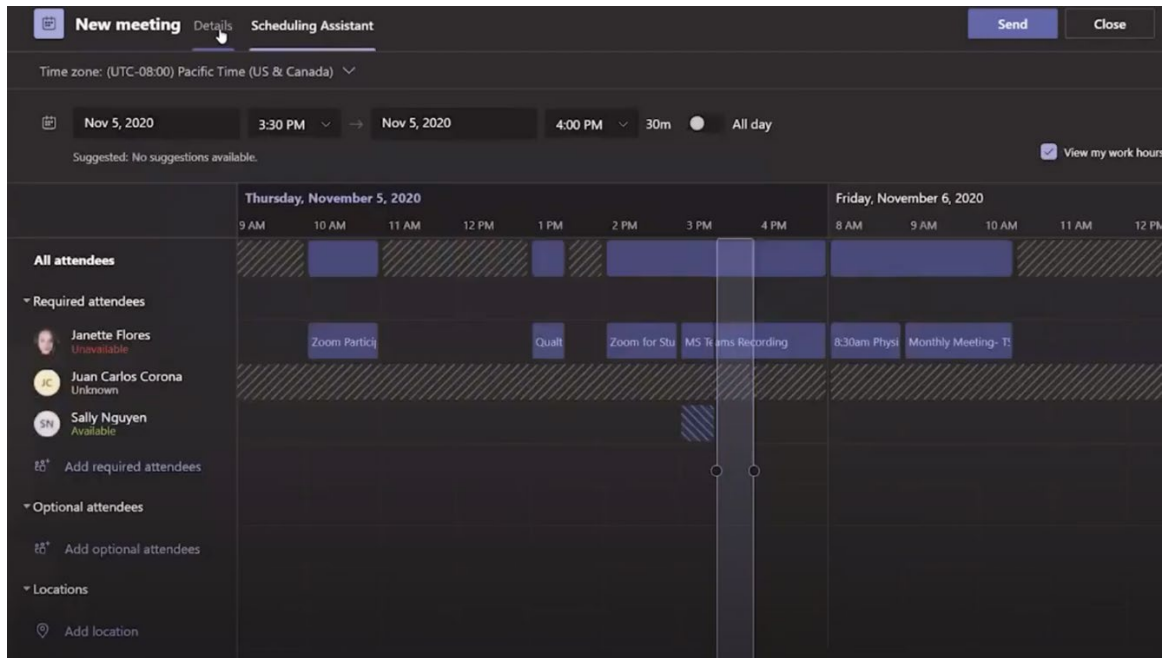 New meeting Details Scheduling Assistant Send Close
Time zone: (UTC-08:00) Pacific Time (US & Canada)
Nov 5, 2020 3:30 PM → Nov 5, 2020 4:00 PM 30m All day
Suggested: No suggestions available.
View my work hours
Thursday, November 5, 2020 Friday, November 6, 2020
9 AM 10 AM 11 AM 12 PM 1 PM 2 PM 3 PM 4 PM 8 AM 9 AM 10 AM 11 AM 12 PM
All attendees
Required attendees
Janette Flores
Unavailable
Zoom Particip Qualt Zoom for Stu MS Teams Recording 8:30am Physi Monthly Meeting- TS
JC Juan Carlos Corona
Unknown
SN Sally Nguyen
Available
Add required attendees
Optional attendees
Add optional attendees
Locations
Add location